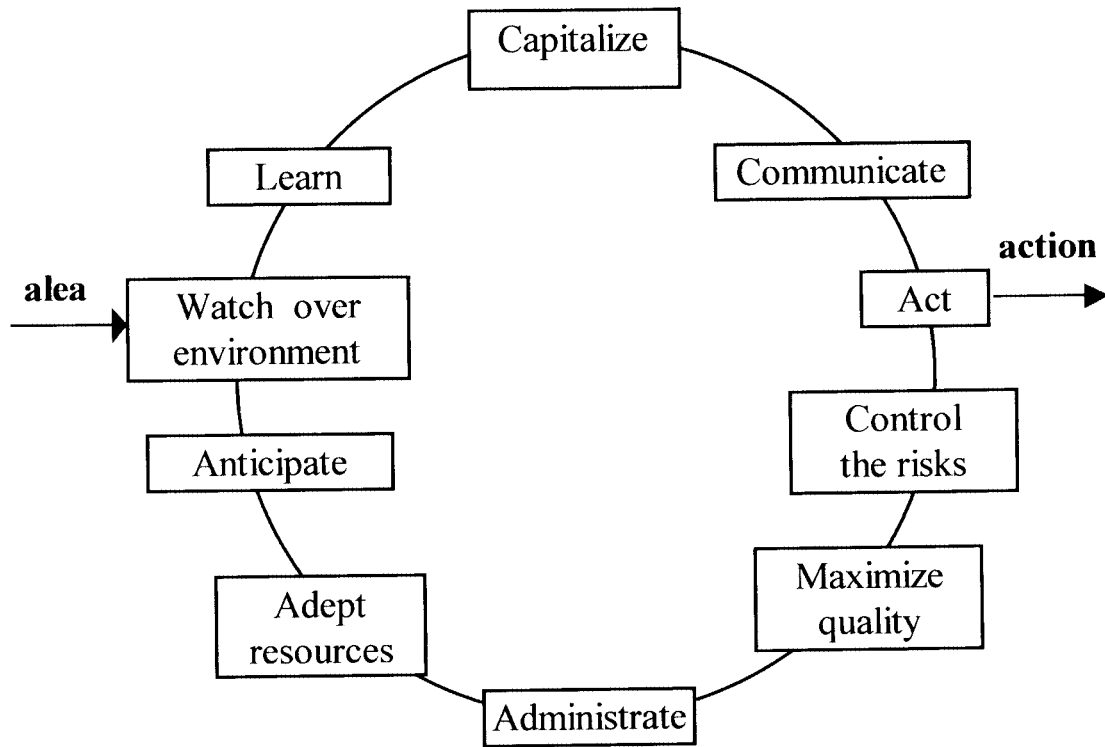 Capitalize
Learn
Communicate
alea
action
Watch over
environment
Act
Anticipate
Control
the risks
Adept
resources
Maximize
quality
Administrate